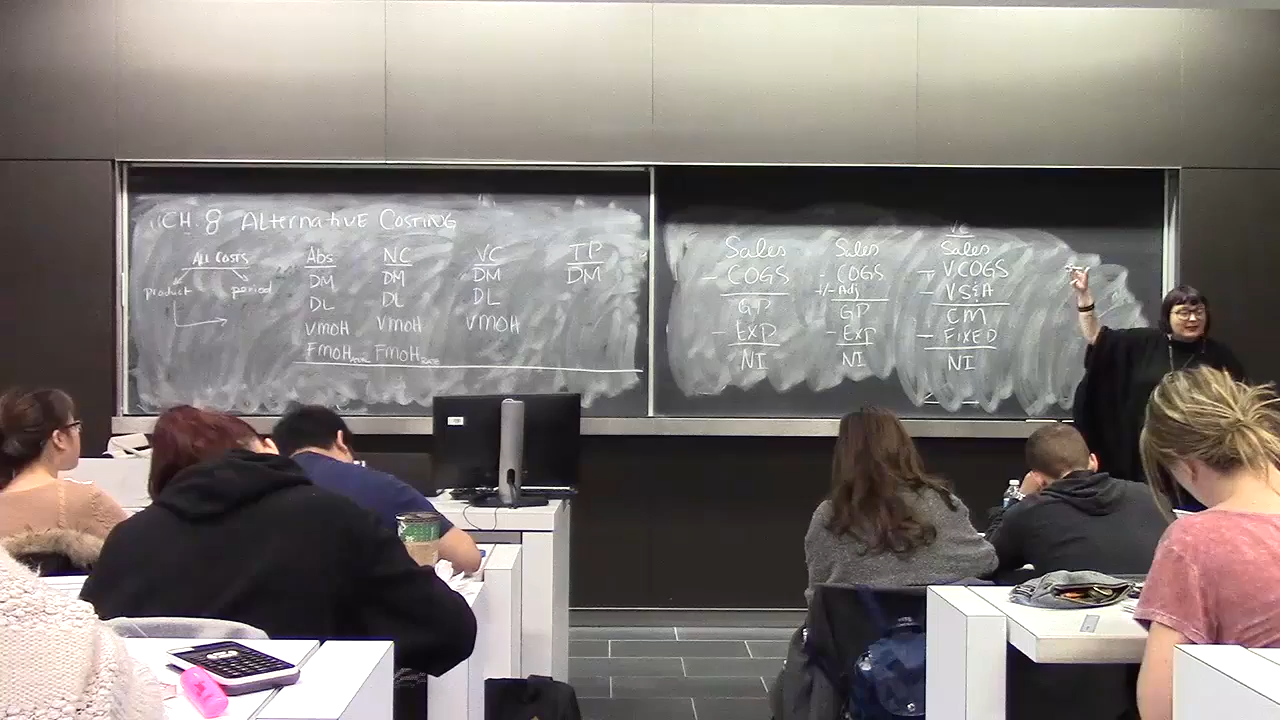 CH. 8 Alternative Costing
All Costs
product period
Abs NC VC TP
DM DM DM DM
DL DL DL
VMOH VMOH VMOH
FMOH FMOH
Sales
- COGS
GP
- Exp
NI
Sales
- COGS
+/- Adj
GP
- Exp
NI
VC
Sales
- VCOGS
- VS&A
CM
- FIXED
NI